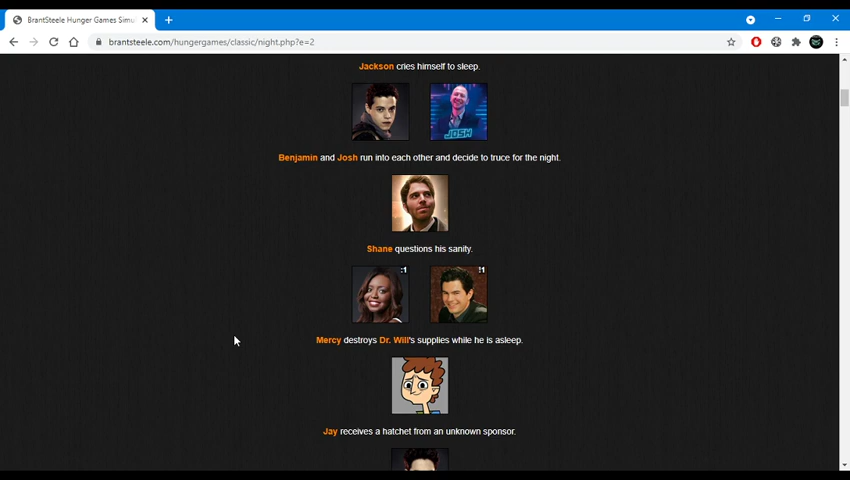 BrantSteele Hunger Games Simu
brantsteele.com/hungergames/classic/night.php?e=2
Jackson cries himself to sleep.
JOSH
Benjamin and Josh run into each other and decide to truce for the night.
Shane questions his sanity.
Mercy destroys Dr. Will's supplies while he is asleep.
Jay receives a hatchet from an unknown sponsor.